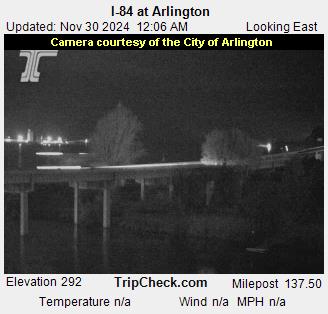 I-84 at Arlington
Updated: Nov 30 2024 12:06 AM Looking East
Camera courtesy of the City of Arlington
Elevation 292 TripCheck.com Milepost 137.50
Temperature n/a Wind n/a MPH n/a